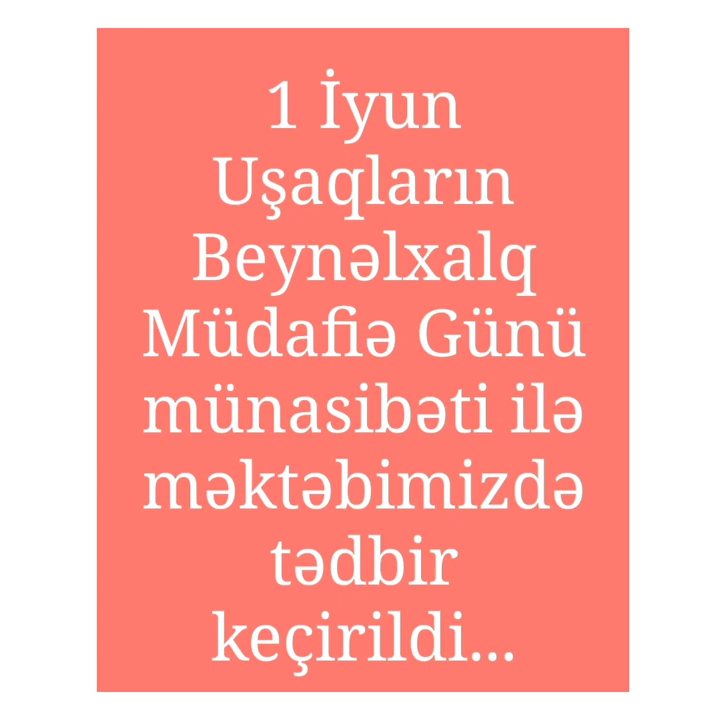 1 İyun
Uşaqların
Beynəlxalq
Müdafiə Günü
münasibəti ilə
məktəbimizdə
tədbir
keçirildi...